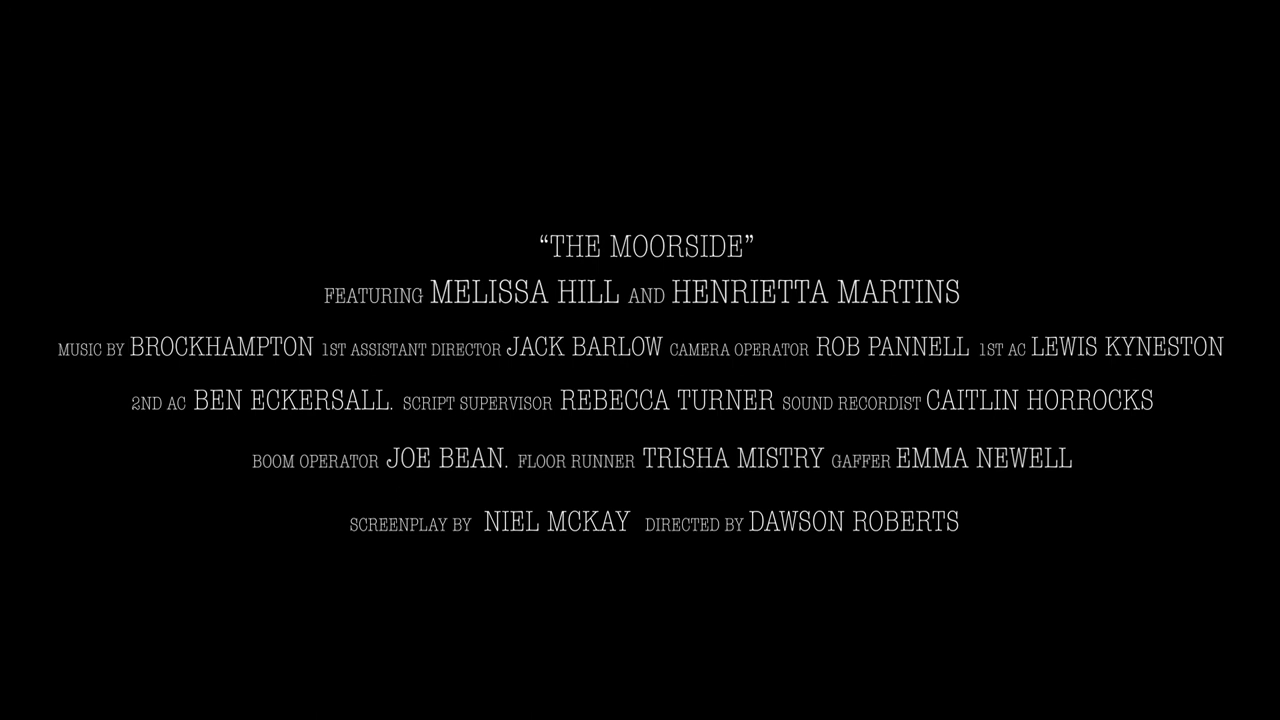 “THE MOORSIDE”
FEATURING MELISSA HILL AND HENRIETTA MARTINS
MUSIC BY BROCKHAMPTON 1ST ASSISTANT DIRECTOR JACK BARLOW CAMERA OPERATOR ROB PANNELL 1ST AC LEWIS KYNESTON
2ND AC BEN ECKERSALL. SCRIPT SUPERVISOR REBECCA TURNER SOUND RECORDIST CAITLIN HORROCKS
BOOM OPERATOR JOE BEAN. FLOOR RUNNER TRISHA MISTRY GAFFER EMMA NEWELL
SCREENPLAY BY NIEL MCKAY DIRECTED BY DAWSON ROBERTS